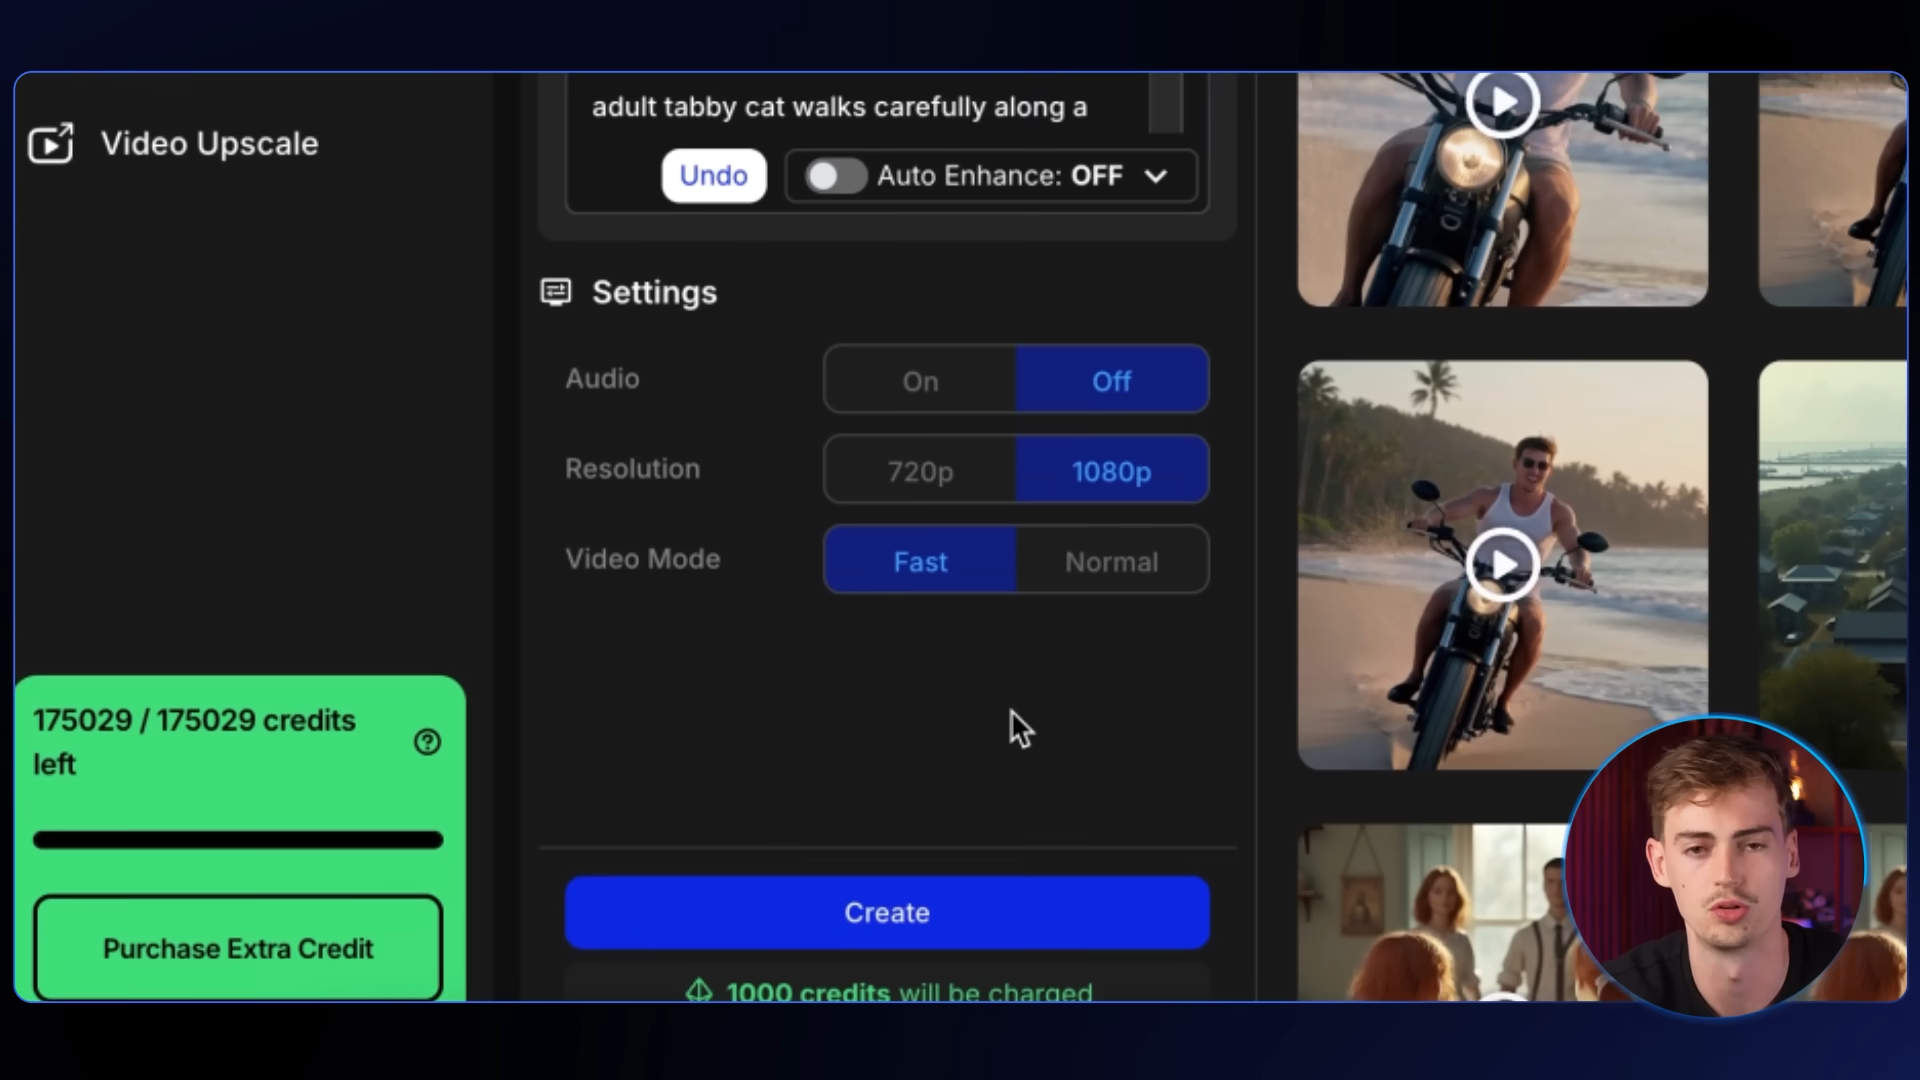 Video Upscale
adult tabby cat walks carefully along a
Undo
Auto Enhance: OFF
Settings
Audio
On
Off
Resolution
720p
1080p
Video Mode
Fast
Normal
175029 / 175029 credits
left
Purchase Extra Credit
Create
1000 credits will be charged